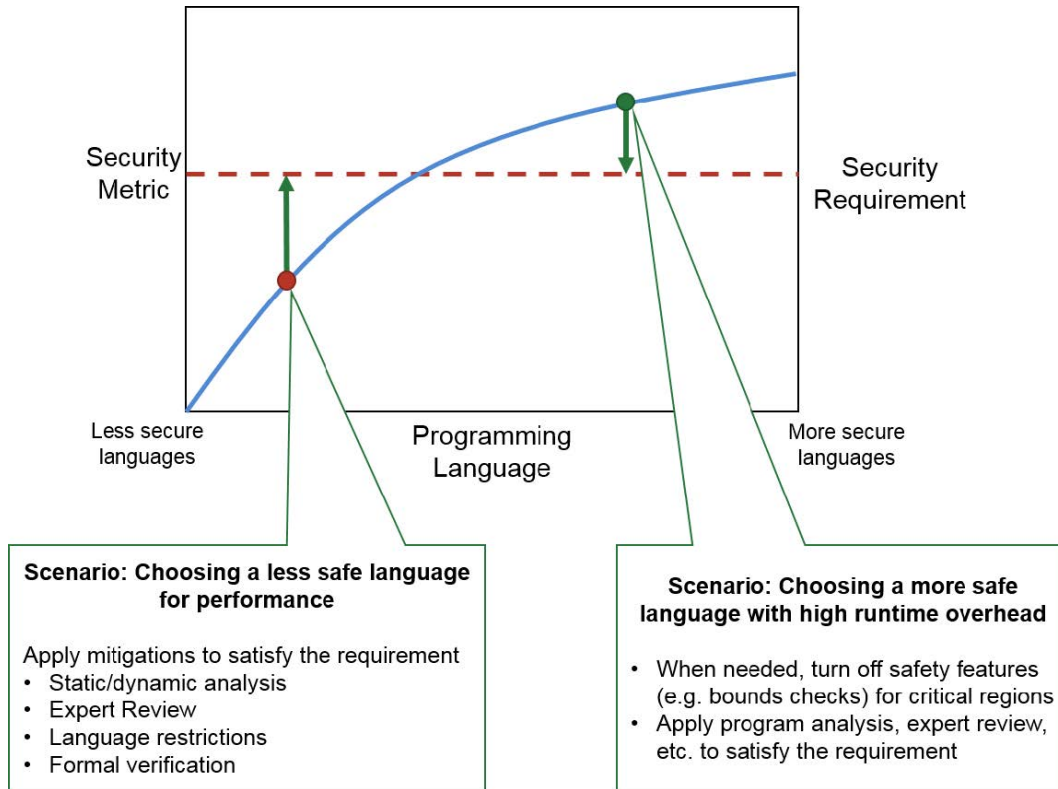 Security
Metric
Security
Requirement
Less secure
languages
Programming
Language
More secure
languages
Scenario: Choosing a less safe language
for performance
Apply mitigations to satisfy the requirement
• Static/dynamic analysis
• Expert Review
• Language restrictions
• Formal verification
Scenario: Choosing a more safe
language with high runtime overhead
• When needed, turn off safety features
(e.g. bounds checks) for critical regions
• Apply program analysis, expert review,
etc. to satisfy the requirement